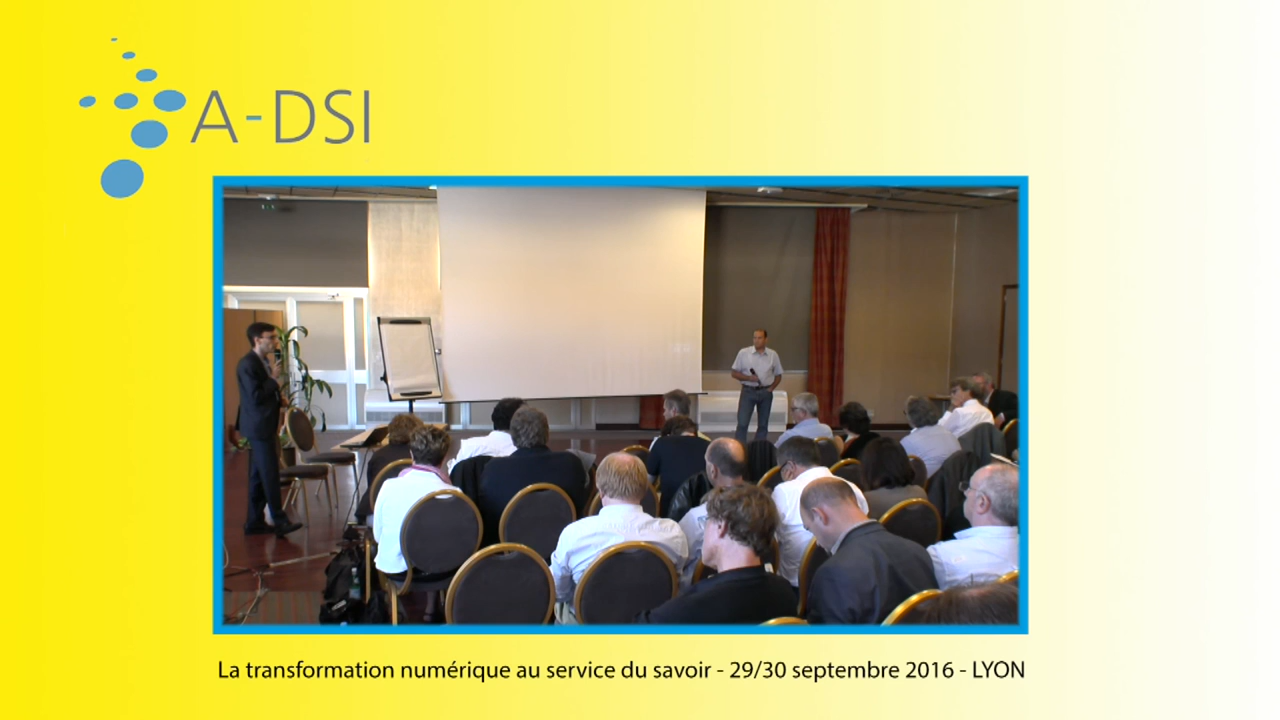 A-DSI
La transformation numérique au service du savoir - 29/30 septembre 2016 - LYON